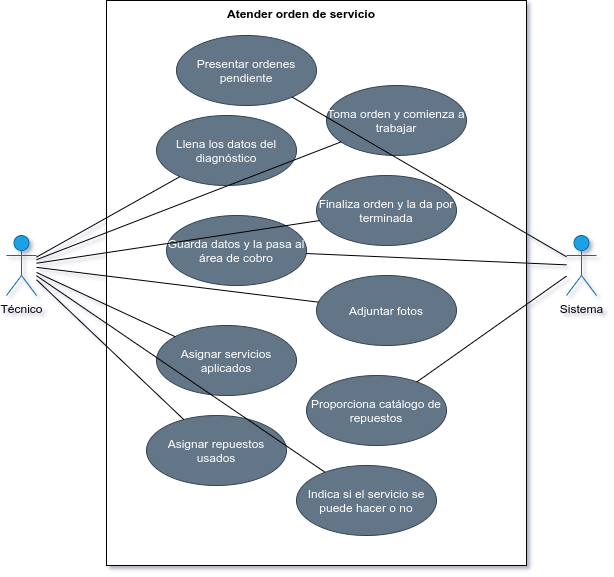 Atender orden de servicio
Presentar ordenes
pendiente
Toma orden y comienza a
trabajar
Llena los datos del
diagnóstico
Finaliza orden y la da por
terminada
Guarda datos y la pasa al
área de cobro
Técnico
Sistema
Adjuntar fotos
Asignar servicios
aplicados
Proporciona catálogo de
repuestos
Asignar repuestos
usados
Indica si el servicio se
puede hacer o no